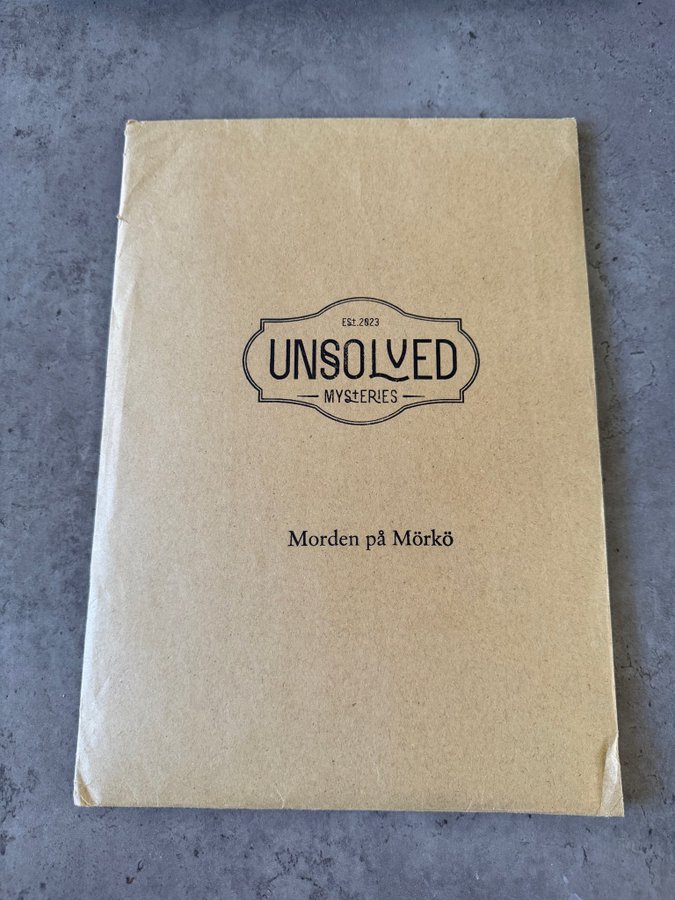 EST.2023
UNSOLVED
MYSTERIES
Morden på Mörkö